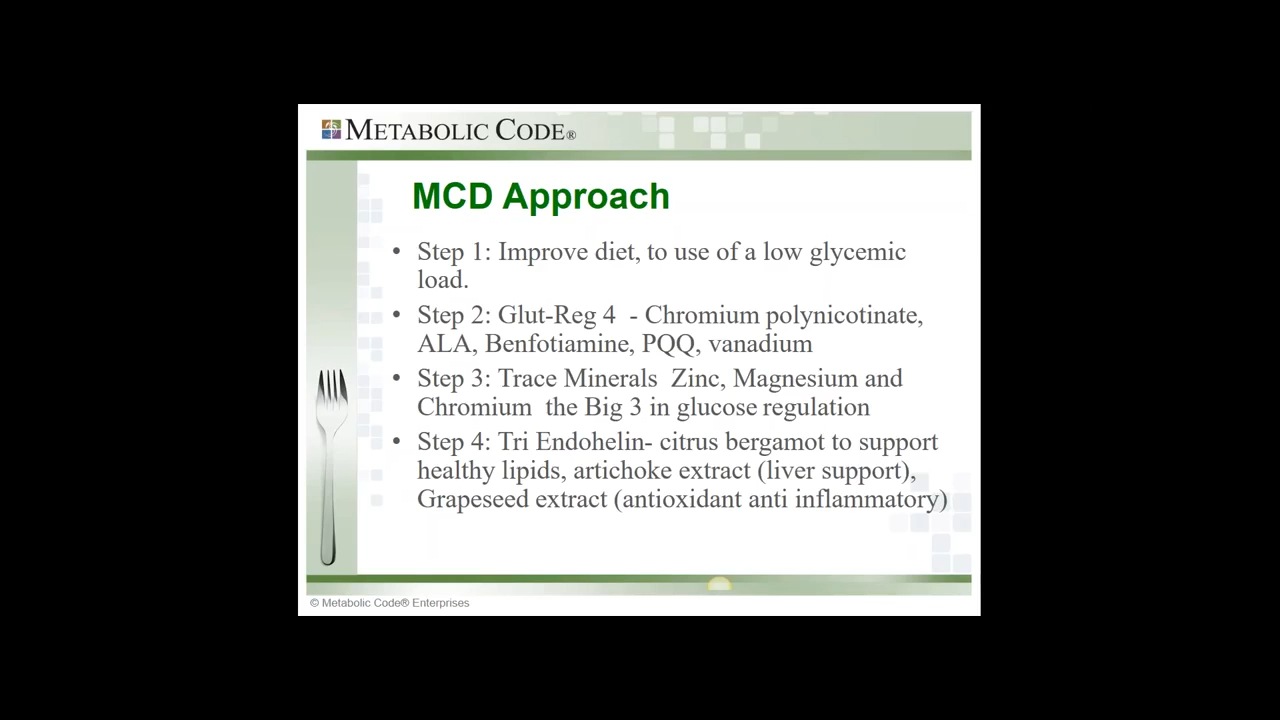 METABOLIC CODE®
MCD Approach
• Step 1: Improve diet, to use of a low glycemic
load.
• Step 2: Glut-Reg 4 - Chromium polynicotinate,
ALA, Benfotiamine, PQQ, vanadium
• Step 3: Trace Minerals Zinc, Magnesium and
Chromium the Big 3 in glucose regulation
• Step 4: Tri Endohelin- citrus bergamot to support
healthy lipids, artichoke extract (liver support),
Grapeseed extract (antioxidant anti inflammatory)
© Metabolic Code® Enterprises